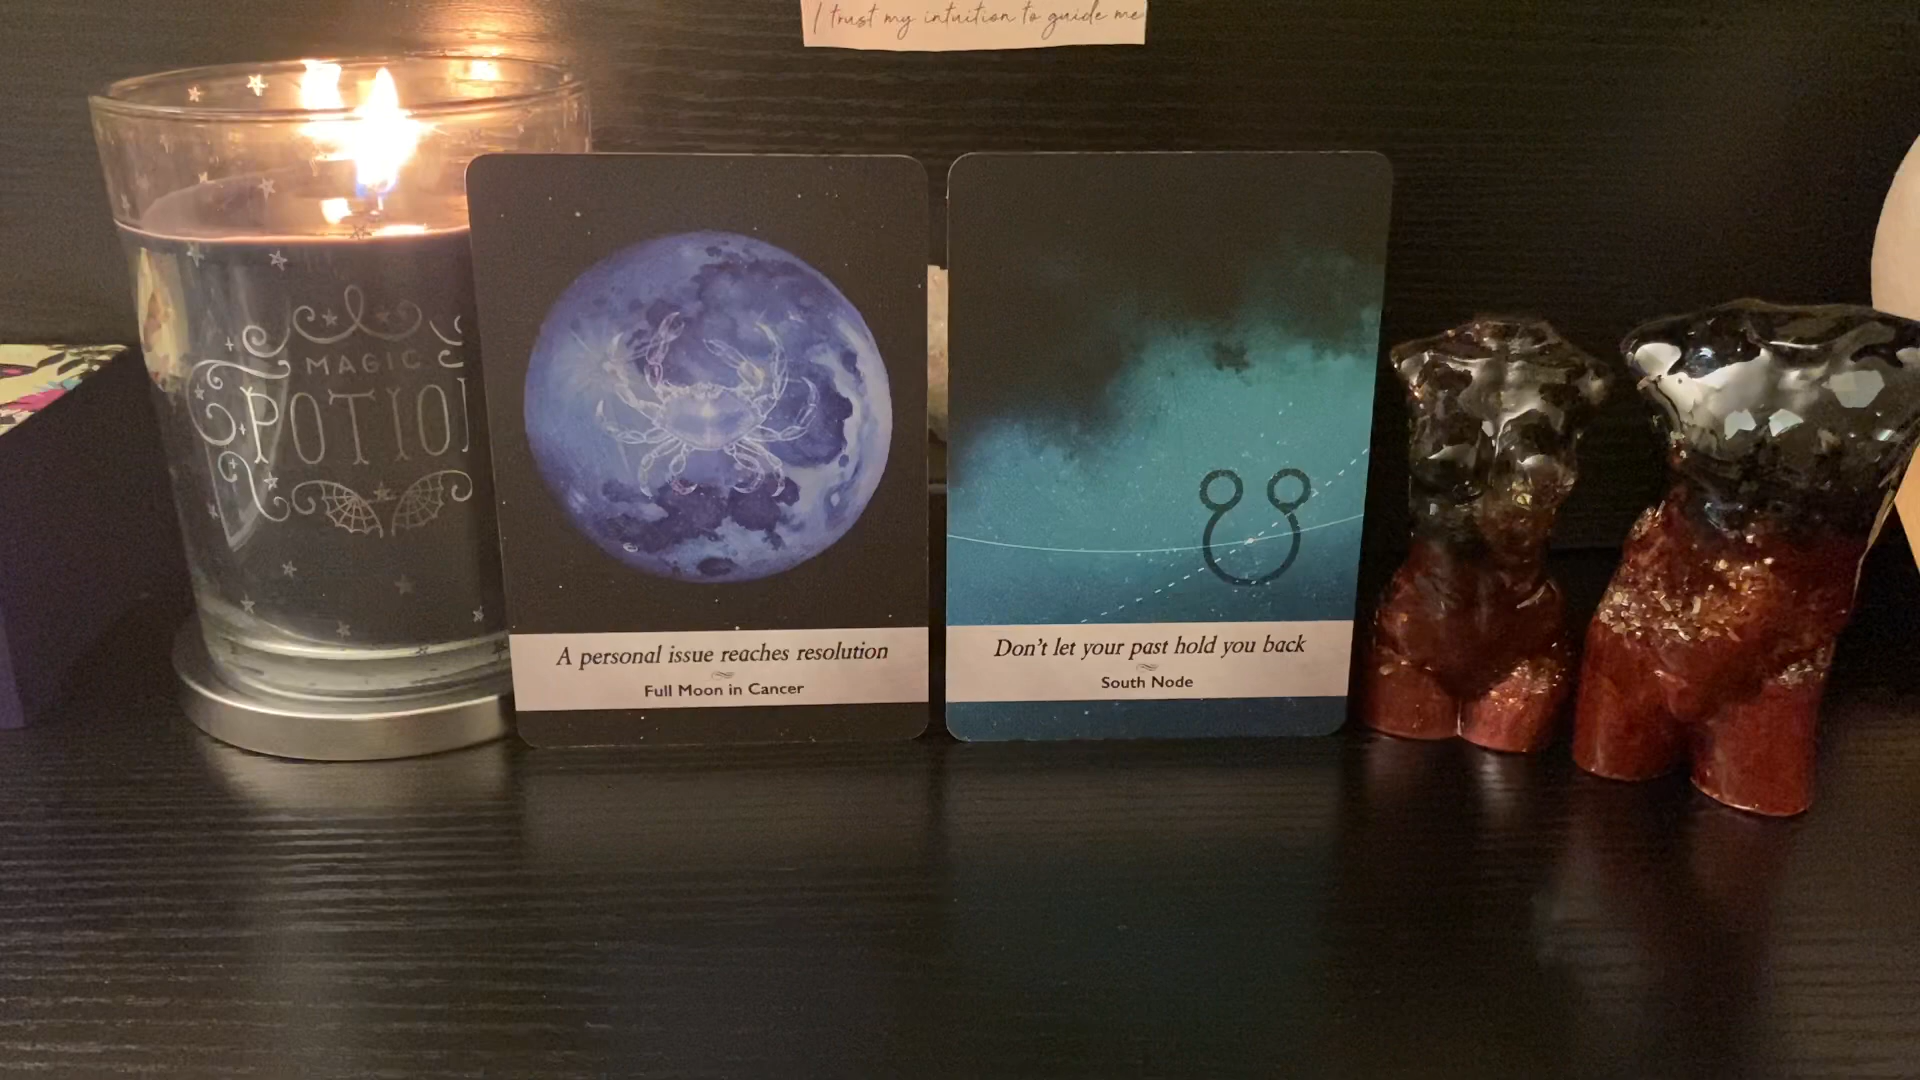 I trust my intuition to guide me
MAGIC
POTION
A personal issue reaches resolution
Full Moon in Cancer
Don't let your past hold you back
South Node